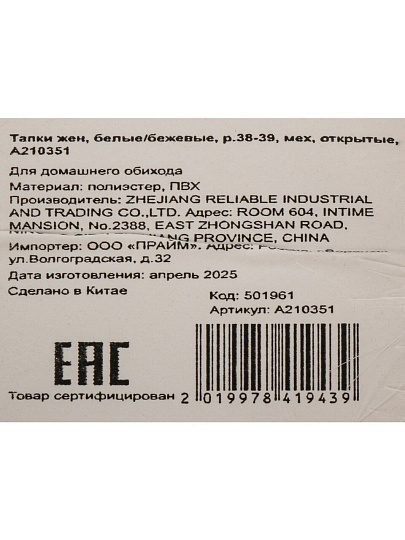 Тапки жен, белые/бежевые, р.38-39, мех, открытые,
А210351
Для домашнего обихода
Материал: полиэстер, ПВХ
Производитель: ZHEJIANG RELIABLE INDUSTRIAL
AND TRADING CO.,LTD. Адрес: ROOM 604, INTIME
MANSION, No.2388, EAST ZHONGSHAN ROAD,
PROVINCE, CHINA
Импортер: ООО «ПРАЙМ». Адрес:
ул.Волгоградская, д.32
Дата изготовления: апрель 2025
Сделано в Китае
Код: 501961
Артикул: А210351
EAC
Товар сертифицирован
2 019978 419439